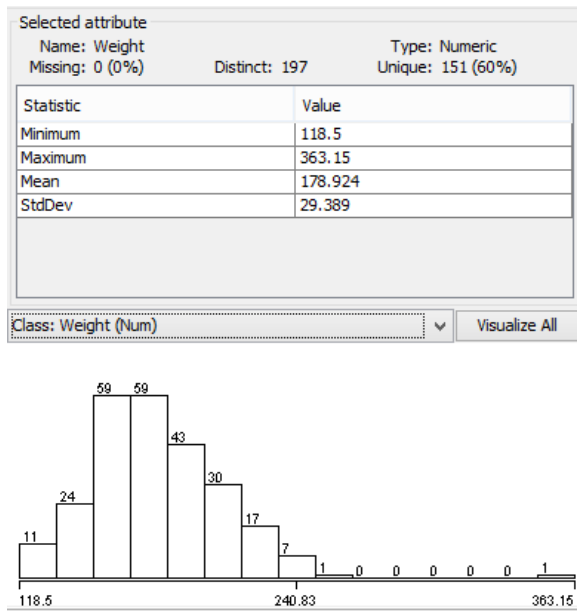 Selected attribute
Name: Weight Type: Numeric
Missing: 0 (0%) Distinct: 197 Unique: 151 (60%)
Statistic Value
Minimum 118.5
Maximum 363.15
Mean 178.924
StdDev 29.389
Class: Weight (Num) Visualize All
59 59
43
30
24
17
11
7
1 0 0 0 0 0 1
118.5 240.83 363.15